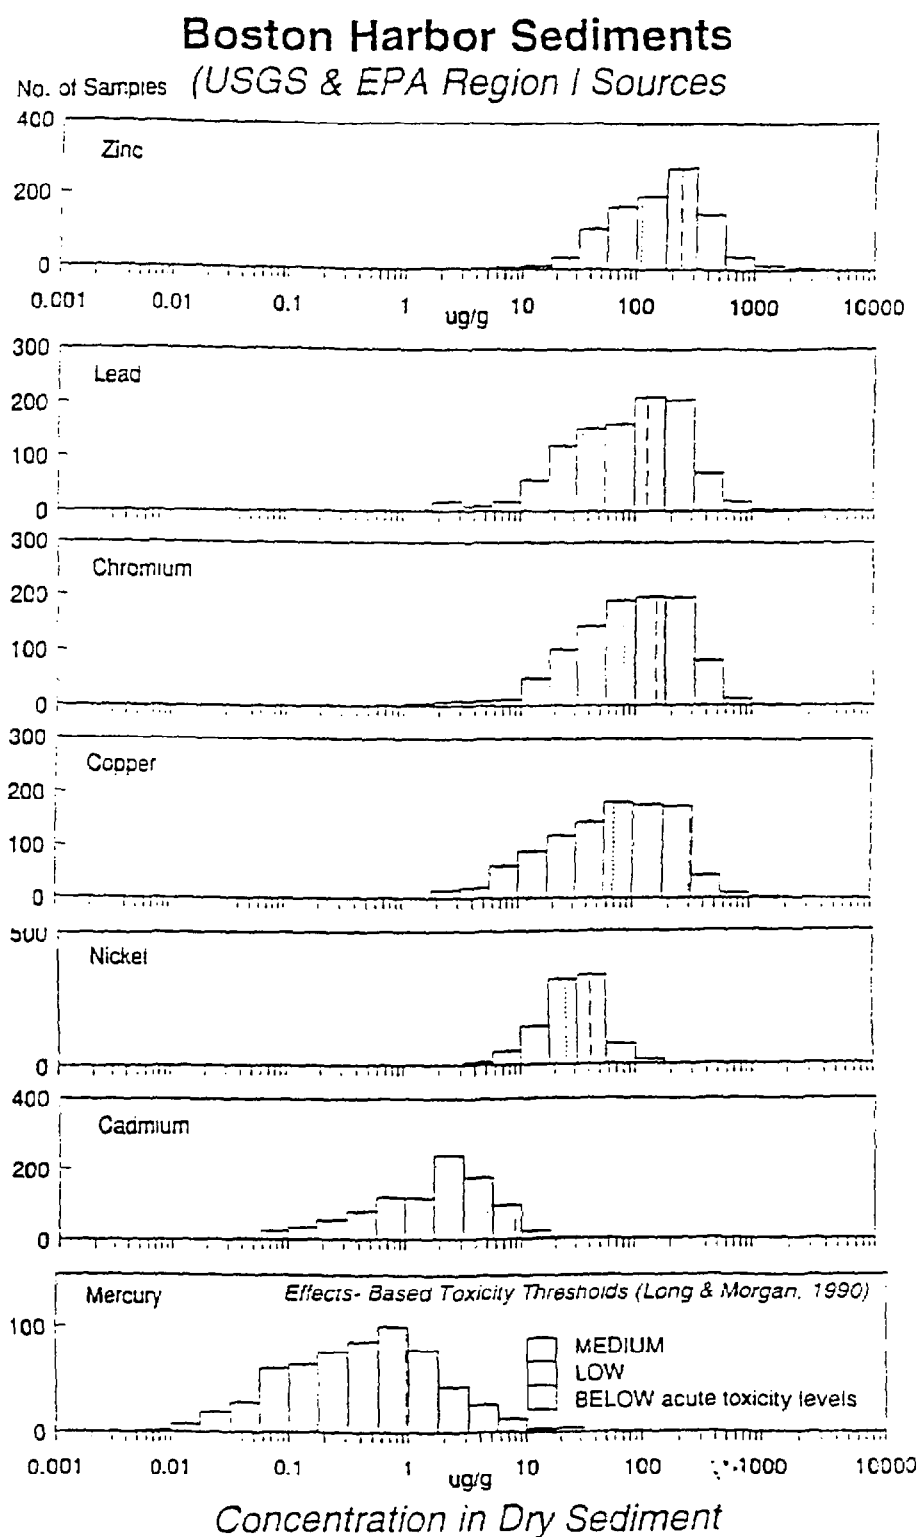 Boston Harbor Sediments
No. of Samples (USGS & EPA Region I Sources
400
Zinc
200
0
0.001 0.01 0.1 1 10 100 1000 10000
ug/g
300
Lead
200
100
0
300
Chromium
200
100
0
300
Copper
200
100
0
500
Nickel
0
400
Cadmium
200
0
Mercury Effects- Based Toxicity Thresholds (Long & Morgan, 1990)
100
MEDIUM
LOW
BELOW acute toxicity levels
0
0.001 0.01 0.1 1 10 100 1000 10000
ug/g
Concentration in Dry Sediment